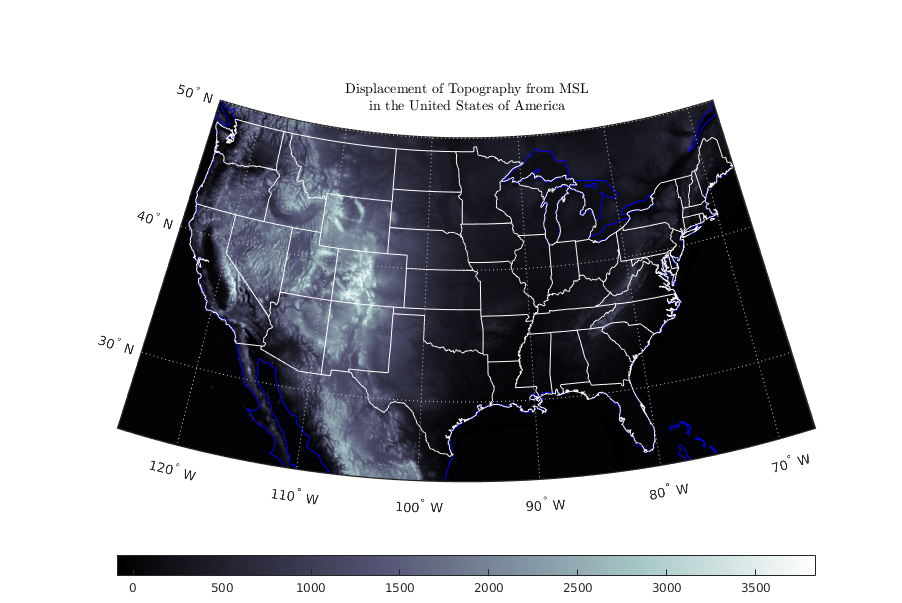 Displacement of Topography from MSL
in the United States of America
50° N
40° N
30° N
120° W
110° W
100° W
90° W
80° W
70° W
0 500 1000 1500 2000 2500 3000 3500